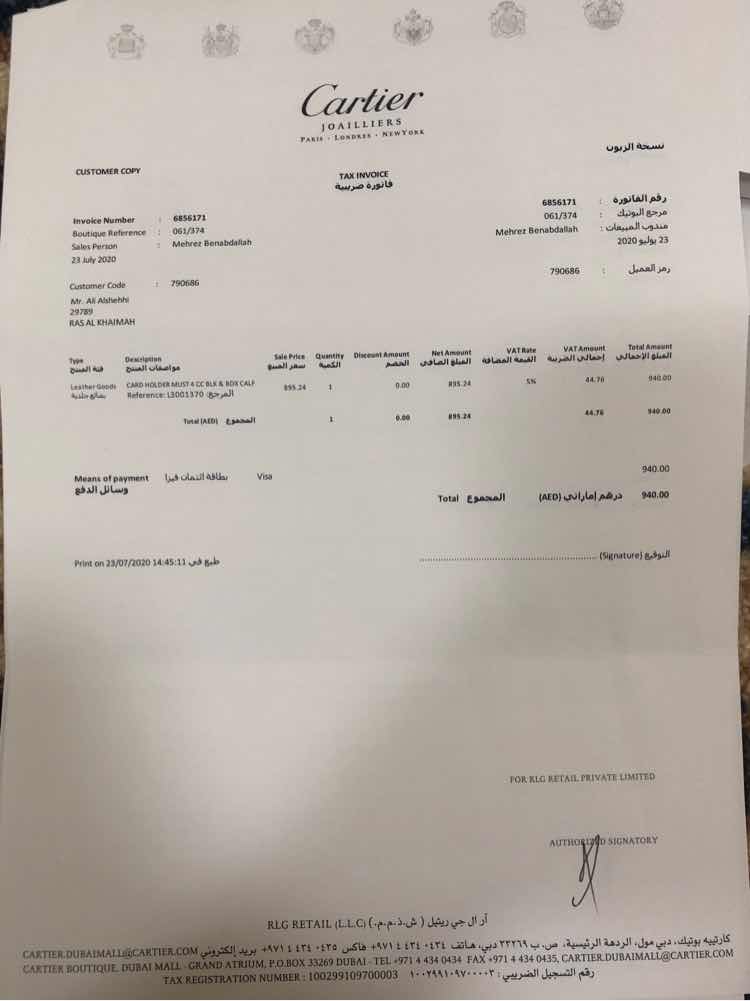 Cartier
JOAILLIERS
PARIS - LONDRES - NEW YORK
نسخة الزبون
CUSTOMER COPY
TAX INVOICE
فاتورة ضريبية
Invoice Number : 6856171
6856171 : رقم الفاتورة
Boutique Reference : 061/374
061/374 : مرجع البوتيك
Sales Person : Mehrez Benabdallah
Mehrez Benabdallah : مندوب المبيعات
23 July 2020
23 يوليو 2020
Customer Code : 790686
790686 : رمز العميل
Mr. Ali Alshehhi
29789
RAS AL KHAIMAH
Type Description Sale Price Quantity Discount Amount Net Amount VAT Rate VAT Amount Total Amount
فئة المنتج مواصفات المنتج سعر المبيع الكمية الخصم المبلغ الصافي القيمة المضافة إجمالي الضريبة المبلغ الإجمالي
Leather Goods CARD HOLDER MUST 4 CC BLK & BDX CALF 895.24 1 0.00 895.24 5% 44.76 940.00
بضائع جلدية Reference: L3001370 المرجع:
Total (AED) المجموع 1 0.00 895.24 44.76 940.00
Means of payment بطاقة ائتمان فيزا Visa 940.00
وسائل الدفع
Total المجموع درهم إماراتي (AED) 940.00
Print on 23/07/2020 14:45:11 طبع في
التوقيع (Signature)
FOR RLG RETAIL PRIVATE LIMITED
AUTHORIZED SIGNATORY
RLG RETAIL (L.L.C) آر ال جي ريتيل ( ش.ذ.م.م.)
كارتييه بوتيك، دبي مول، الردهة الرئيسية، ص.ب ٣٣٢٦٩ دبي، هاتف ٠٤٣٤ ٤٣٤ ٤ ٩٧١+ فاكس ٠٤٣٥ ٤٣٤ ٤ ٩٧١+ بريد إلكتروني CARTIER.DUBAIMALL@CARTIER.COM
CARTIER BOUTIQUE, DUBAI MALL - GRAND ATRIUM, P.O.BOX 33269 DUBAI - TEL +971 4 434 0434 FAX +971 4 434 0435, CARTIER.DUBAIMALL@CARTIER.COM
TAX REGISTRATION NUMBER : 100299109700003 رقم التسجيل الضريبي : ١٠٠٢٩٩١٠٩٧٠٠٠٠٣